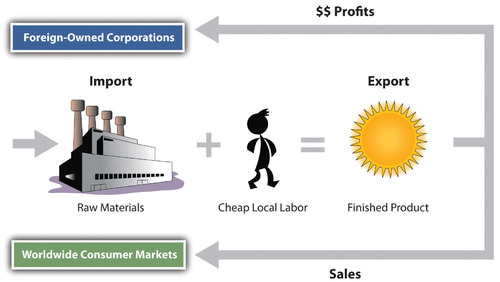 $$ Profits
Foreign-Owned Corporations
Import
Export
Raw Materials
Cheap Local Labor
Finished Product
Worldwide Consumer Markets
Sales